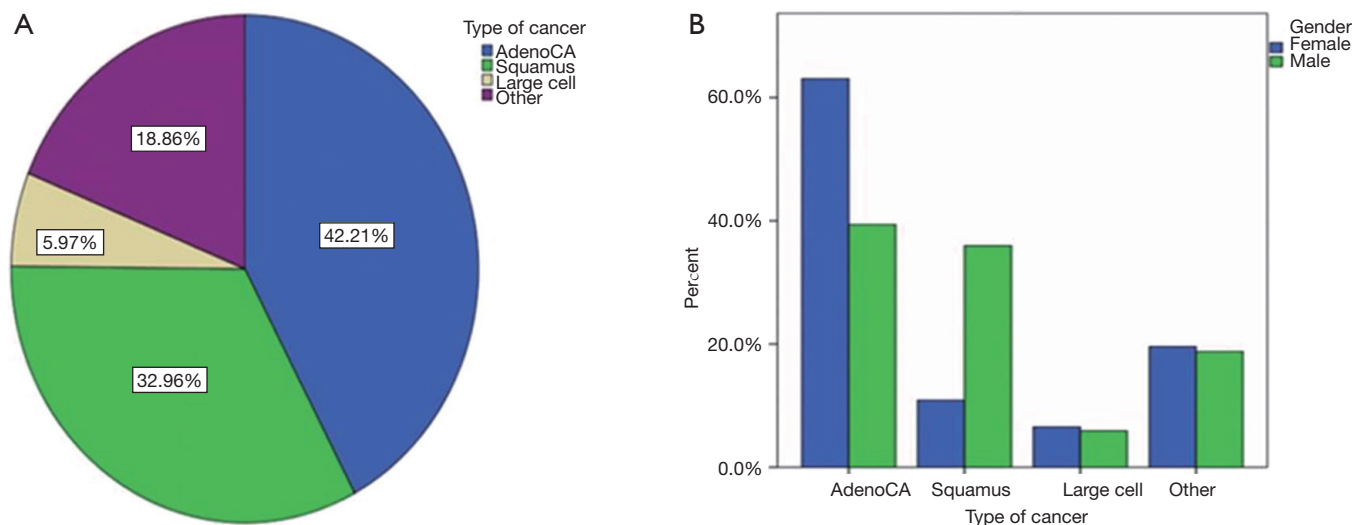 A
Type of cancer
AdenoCA
Squamus
Large cell
Other
18.86%
42.21%
5.97%
32.96%
B
Gender
Female
Male
60.0%
40.0%
20.0%
0.0%
Percent
AdenoCA Squamus Large cell Other
Type of cancer